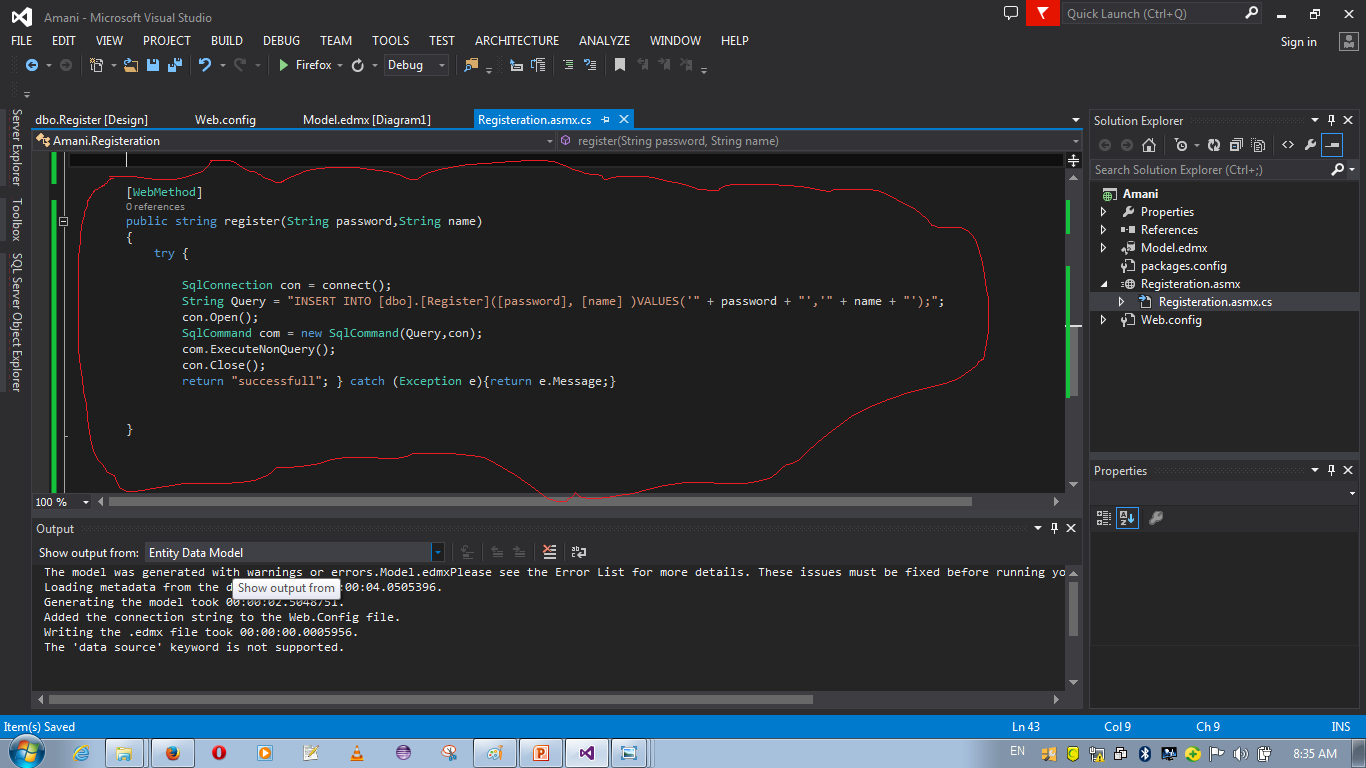 Amani - Microsoft Visual Studio
Quick Launch (Ctrl+Q)
FILE EDIT VIEW PROJECT BUILD DEBUG TEAM TOOLS TEST ARCHITECTURE ANALYZE WINDOW HELP
Sign in
Firefox Debug
Server Explorer
Toolbox
SQL Server Object Explorer
dbo.Register [Design] Web.config Model.edmx [Diagram1] Registeration.asmx.cs
Amani.Registeration register(String password, String name)
[WebMethod]
0 references
public string register(String password,String name)
{
try {
SqlConnection con = connect();
String Query = "INSERT INTO [dbo].[Register]([password], [name] )VALUES('" + password + "','" + name + "');";
con.Open();
SqlCommand com = new SqlCommand(Query,con);
com.ExecuteNonQuery();
con.Close();
return "successfull"; } catch (Exception e){return e.Message;}
}
100 %
Output
Show output from: Entity Data Model
The model was generated with warnings or errors.Model.edmxPlease see the Error List for more details. These issues must be fixed before running yo
Loading metadata from the d 00:04.0505396.
Show output from
Generating the model took 00:00:02.5048751.
Added the connection string to the Web.Config file.
Writing the .edmx file took 00:00:00.0005956.
The 'data source' keyword is not supported.
Solution Explorer
Search Solution Explorer (Ctrl+;)
Amani
Properties
References
Model.edmx
packages.config
Registeration.asmx
Registeration.asmx.cs
Web.config
Properties
Item(s) Saved Ln 43 Col 9 Ch 9 INS
EN 8:35 AM